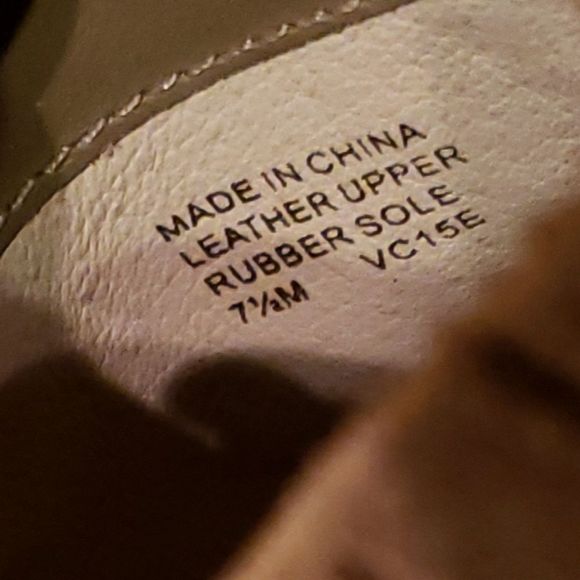 MADE IN CHINA
LEATHER UPPER
RUBBER SOLE
7½M VC15E